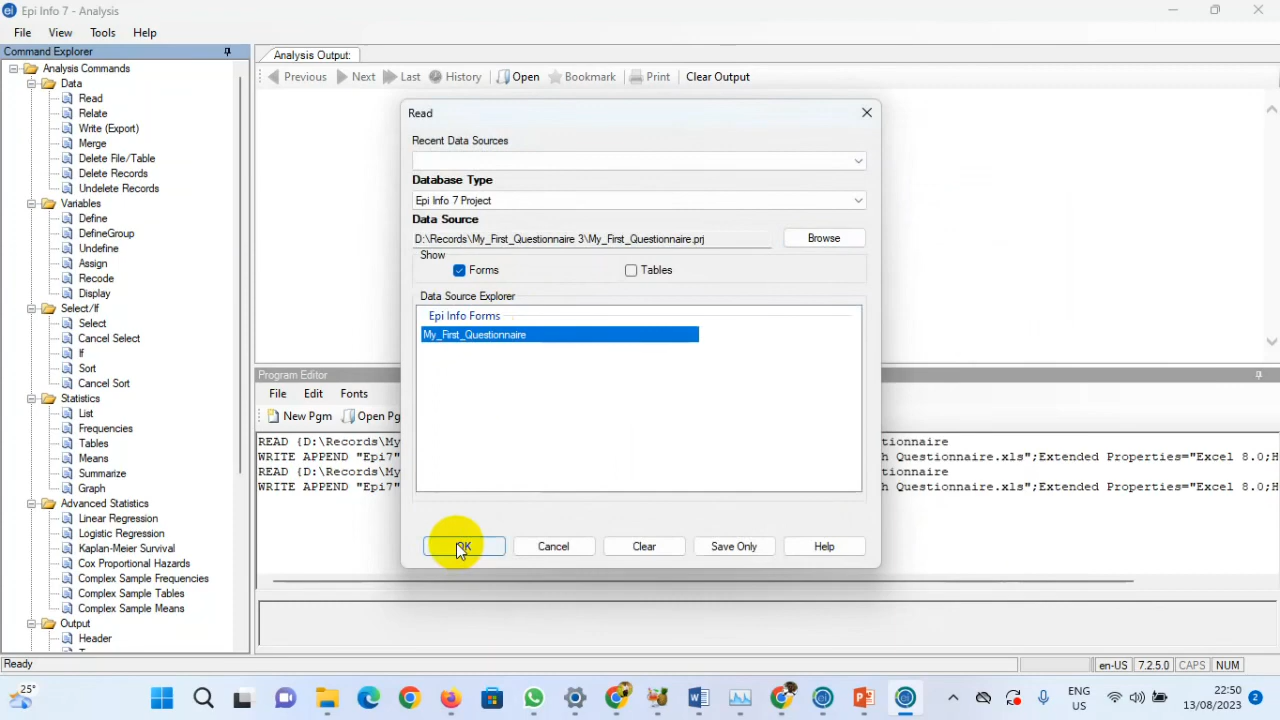 Epi Info 7 - Analysis
File View Tools Help
Command Explorer
Analysis Commands
Data
Read
Relate
Write (Export)
Merge
Delete File/Table
Delete Records
Undelete Records
Variables
Define
DefineGroup
Undefine
Assign
Recode
Display
Select/If
Select
Cancel Select
If
Sort
Cancel Sort
Statistics
List
Frequencies
Tables
Means
Summarize
Graph
Advanced Statistics
Linear Regression
Logistic Regression
Kaplan-Meier Survival
Cox Proportional Hazards
Complex Sample Frequencies
Complex Sample Tables
Complex Sample Means
Output
Header
Analysis Output:
Previous Next Last History Open Bookmark Print Clear Output
Read
Recent Data Sources
Database Type
Epi Info 7 Project
Data Source
D:\Records\My_First_Questionnaire 3\My_First_Questionnaire.prj
Browse
Show
Forms Tables
Data Source Explorer
Epi Info Forms
My_First_Questionnaire
OK Cancel Clear Save Only Help
Program Editor
File Edit Fonts
New Pgm Open Pg
READ {D:\Records\My tionnaire
WRITE APPEND "Epi7" h Questionnaire.xls";Extended Properties="Excel 8.0;H
READ {D:\Records\My tionnaire
WRITE APPEND "Epi7" h Questionnaire.xls";Extended Properties="Excel 8.0;H
Ready en-US 7.2.5.0 CAPS NUM
25°
ENG
US
22:50
13/08/2023
2